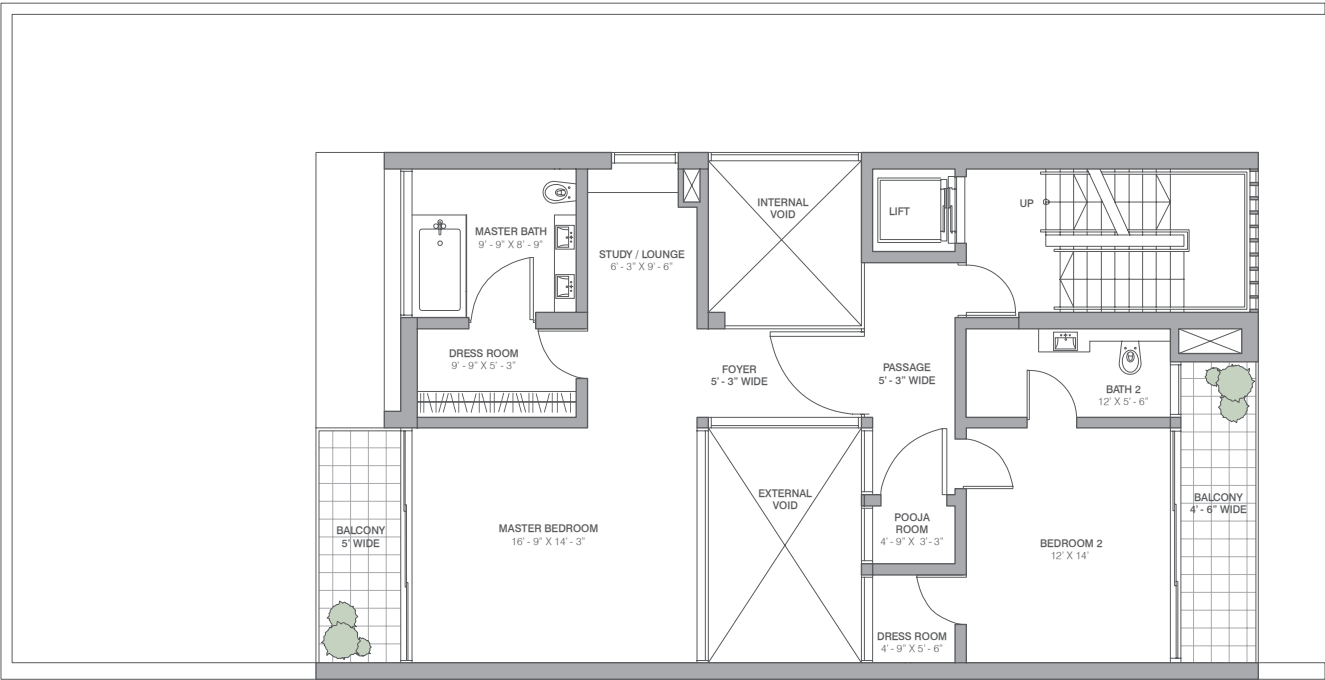 INTERNAL
VOID
LIFT
UP
MASTER BATH
9' - 9" X 8' - 9"
STUDY / LOUNGE
6' - 3" X 9' - 6"
DRESS ROOM
9' - 9" X 5' - 3"
FOYER
5' - 3" WIDE
PASSAGE
5' - 3" WIDE
BATH 2
12' X 5' - 6"
BALCONY
5' WIDE
MASTER BEDROOM
16' - 9" X 14' - 3"
EXTERNAL
VOID
POOJA
ROOM
4' - 9" X 3' - 3"
BEDROOM 2
12' X 14'
BALCONY
4' - 6" WIDE
DRESS ROOM
4' - 9" X 5' - 6"